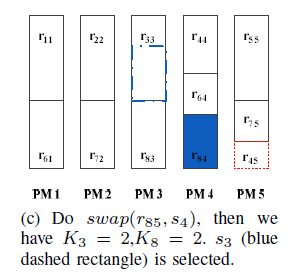 r11 r22 r33 r44 r55
r64
r75
r61 r72 r83 r84 r45
PM 1 PM 2 PM 3 PM 4 PM 5
(c) Do swap(r85, s4), then we
have K3 = 2,K8 = 2. s3 (blue
dashed rectangle) is selected.